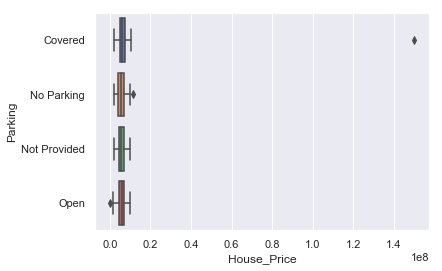 Covered
No Parking
Not Provided
Open
Parking
0.0 0.2 0.4 0.6 0.8 1.0 1.2 1.4
1e8
House_Price